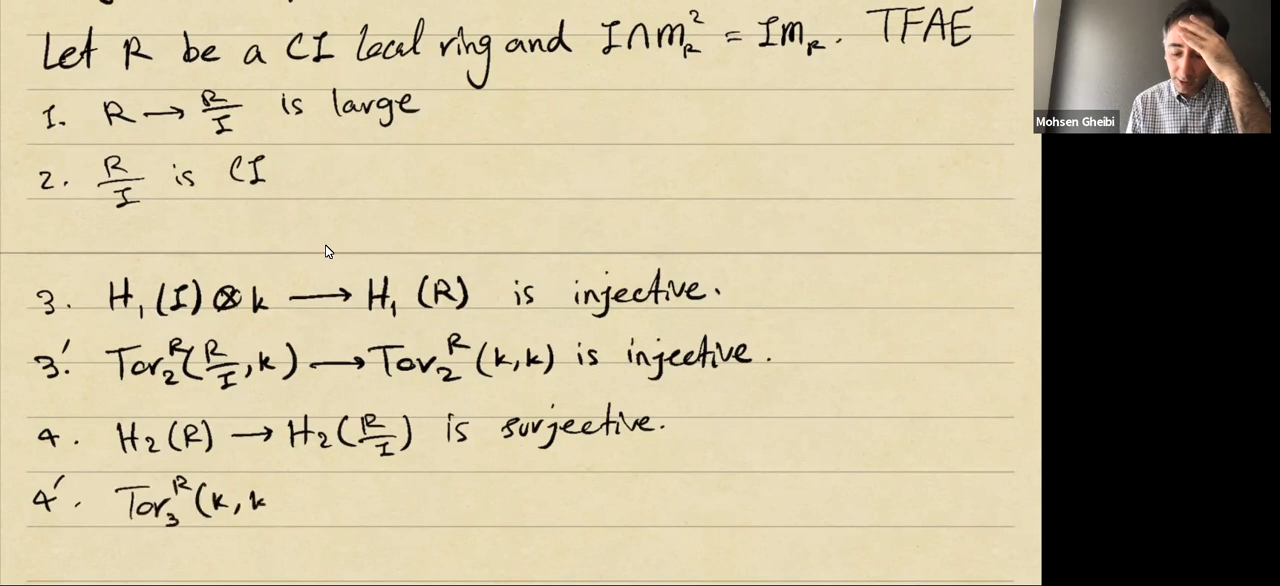 Let R be a CI local ring and I∩m_R^2 = Im_R. TFAE
1. R → R/I is large
2. R/I is CI
3. H_1(I)⊗k → H_1(R) is injective.
3'. Tor_2^R(R/I, k) → Tor_2^R(k,k) is injective.
4. H_2(R) → H_2(R/I) is surjective.
4'. Tor_3^R(k, k
Mohsen Gheibi